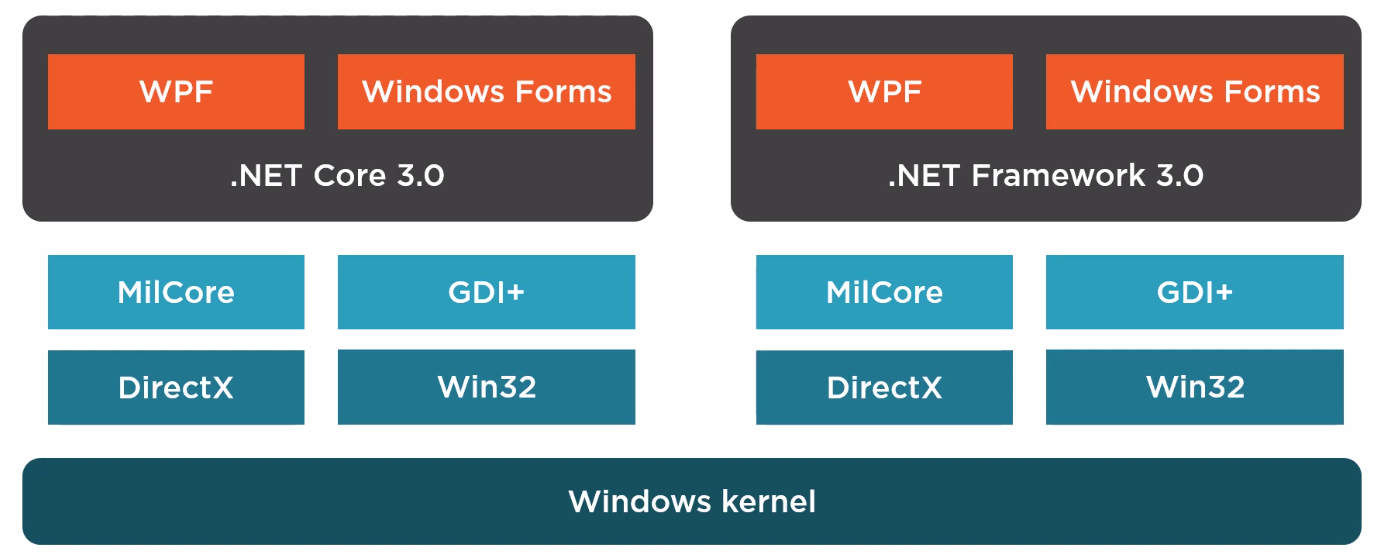 WPF
Windows Forms
.NET Core 3.0
MilCore
GDI+
DirectX
Win32
WPF
Windows Forms
.NET Framework 3.0
MilCore
GDI+
DirectX
Win32
Windows kernel